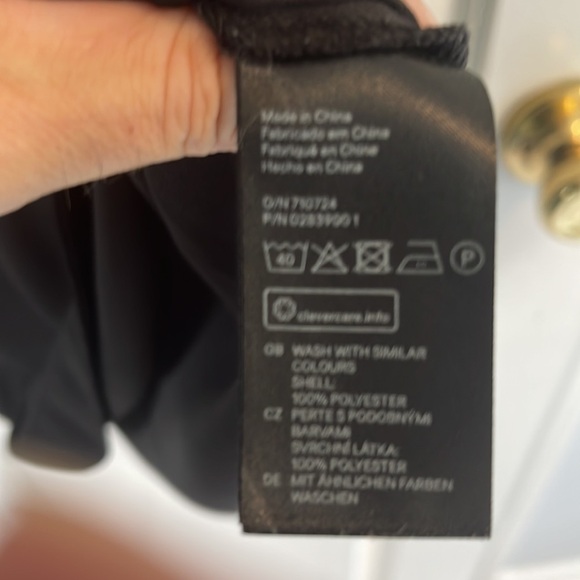 Made in China
Fabricado em China
Fabriqué en Chine
Hecho en China
O/N 710724
P/N 0283900 1
40
P
clevercare.info
GB WASH WITH SIMILAR
COLOURS
SHELL:
100% POLYESTER
CZ PERTE S PODOBNÝMI
BARVAMI
SVRCHNÍ LÁTKA:
100% POLYESTER
DE MIT ÄHNLICHEN FARBEN
WASCHEN